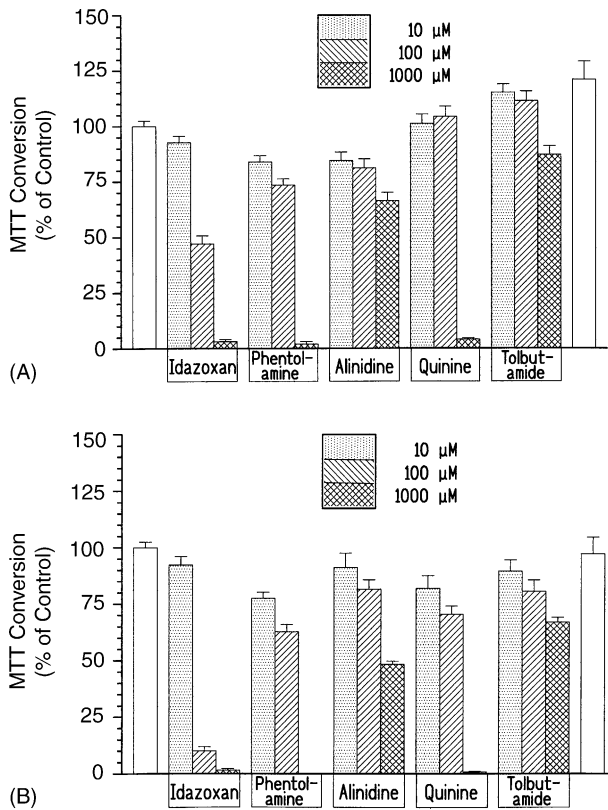 150
125
100
75
50
25
0
MTT Conversion
(% of Control)
10 µM
100 µM
1000 µM
Idazoxan
Phentol-
amine
Alinidine
Quinine
Tolbut-
amide
(A)
150
125
100
75
50
25
0
MTT Conversion
(% of Control)
10 µM
100 µM
1000 µM
Idazoxan
Phentol-
amine
Alinidine
Quinine
Tolbut-
amide
(B)